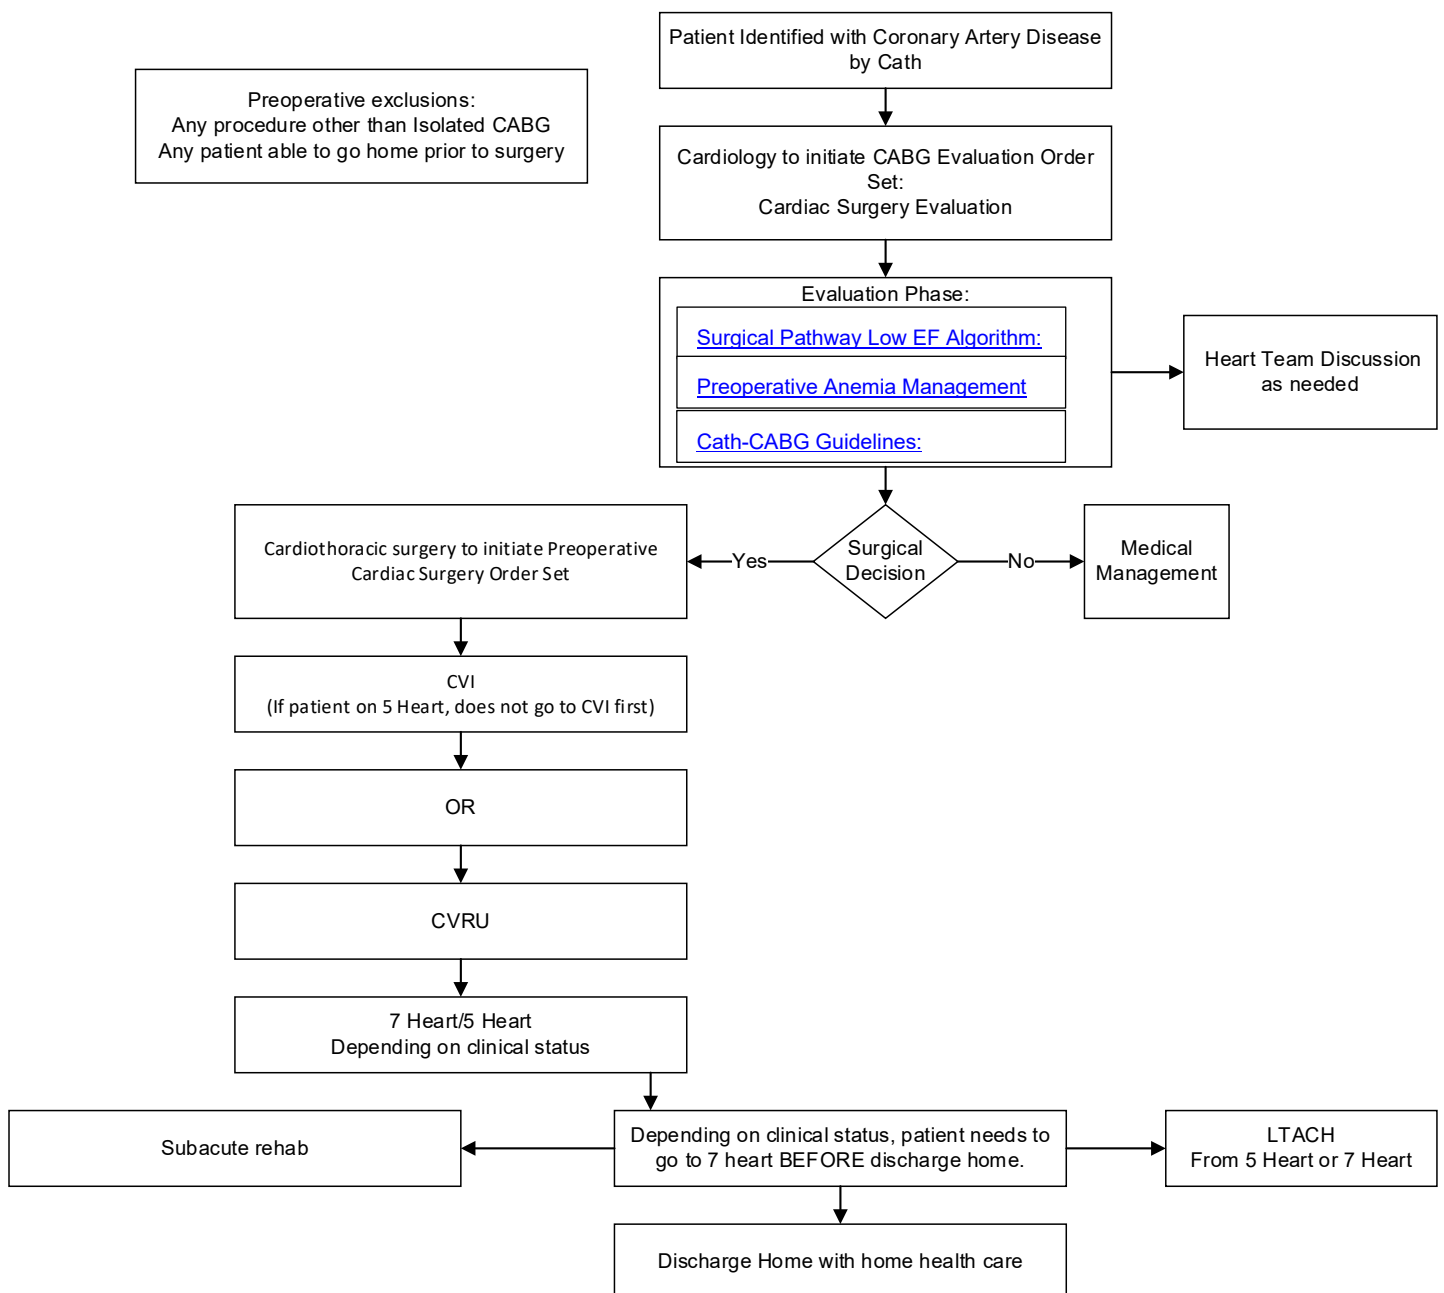 Patient Identified with Coronary Artery Disease
by Cath
Preoperative exclusions:
Any procedure other than Isolated CABG
Any patient able to go home prior to surgery
Cardiology to initiate CABG Evaluation Order
Set:
Cardiac Surgery Evaluation
Evaluation Phase:
Surgical Pathway Low EF Algorithm:
Preoperative Anemia Management
Cath-CABG Guidelines:
Heart Team Discussion
as needed
Cardiothoracic surgery to initiate Preoperative
Cardiac Surgery Order Set
Yes
Surgical
Decision
No
Medical
Management
CVI
(If patient on 5 Heart, does not go to CVI first)
OR
CVRU
7 Heart/5 Heart
Depending on clinical status
Subacute rehab
Depending on clinical status, patient needs to
go to 7 heart BEFORE discharge home.
LTACH
From 5 Heart or 7 Heart
Discharge Home with home health care